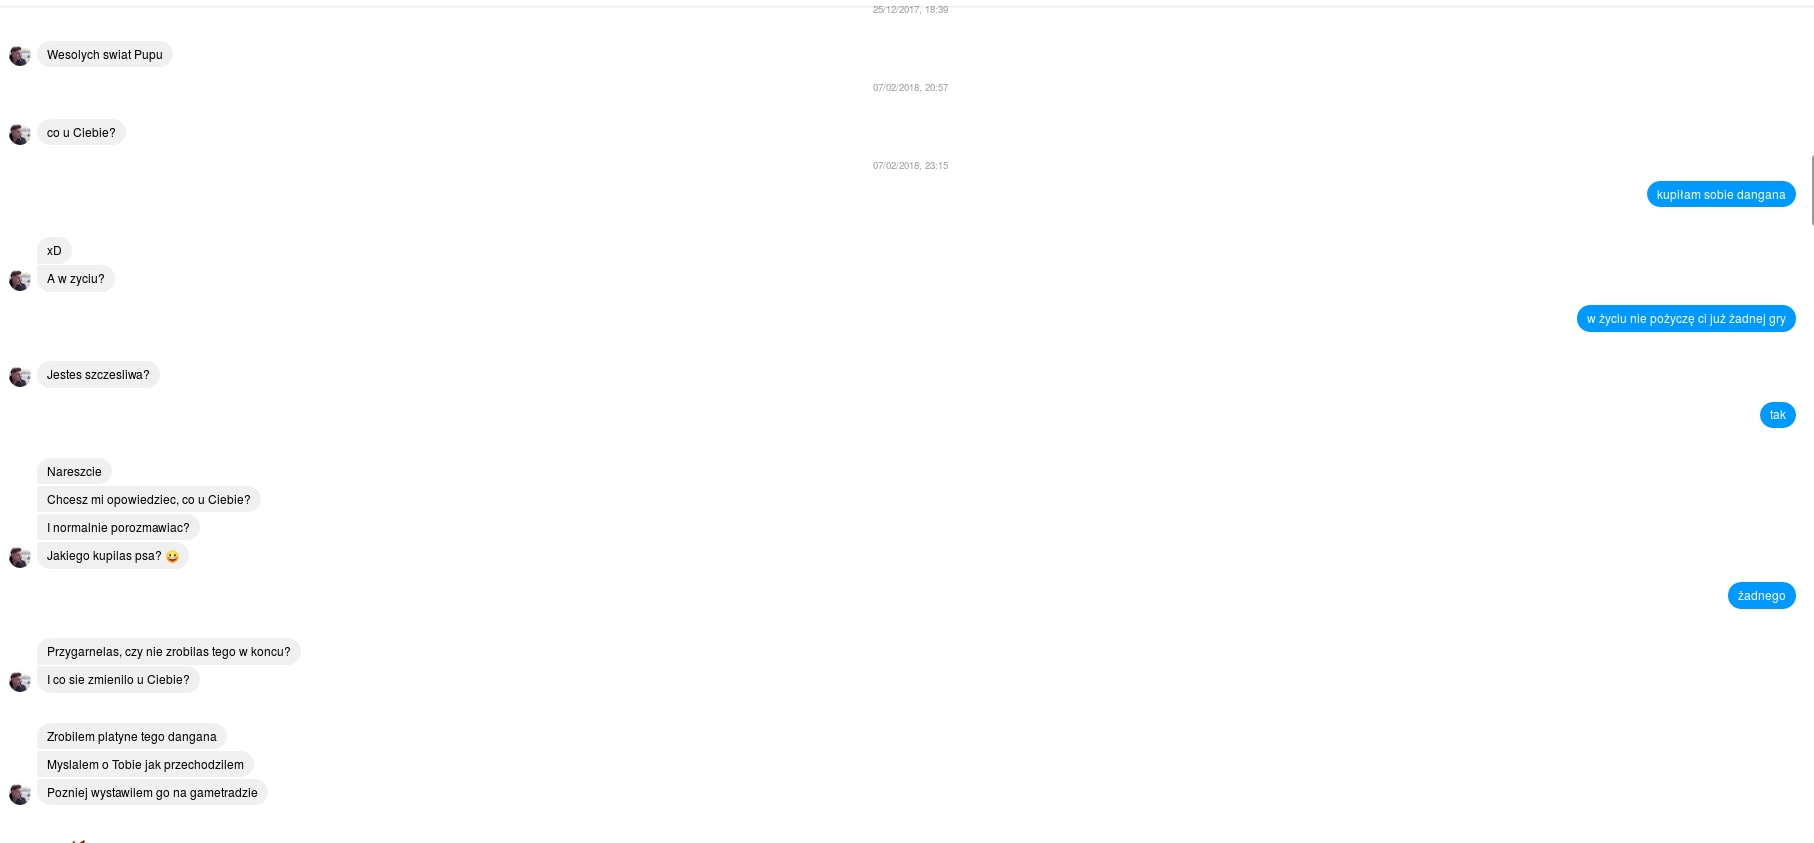 25/12/2017, 18:39
Wesolych swiat Pupu
07/02/2018, 20:57
co u Ciebie?
07/02/2018, 23:15
kupiłam sobie dangana
xD
A w zyciu?
w życiu nie pożyczę ci już żadnej gry
Jestes szczesliwa?
tak
Nareszcie
Chcesz mi opowiedziec, co u Ciebie?
I normalnie porozmawiac?
Jakiego kupilas psa? 😀
żadnego
Przygarnelas, czy nie zrobilas tego w koncu?
I co sie zmienilo u Ciebie?
Zrobilem platyne tego dangana
Myslalem o Tobie jak przechodzilem
Pozniej wystawilem go na gametradzie